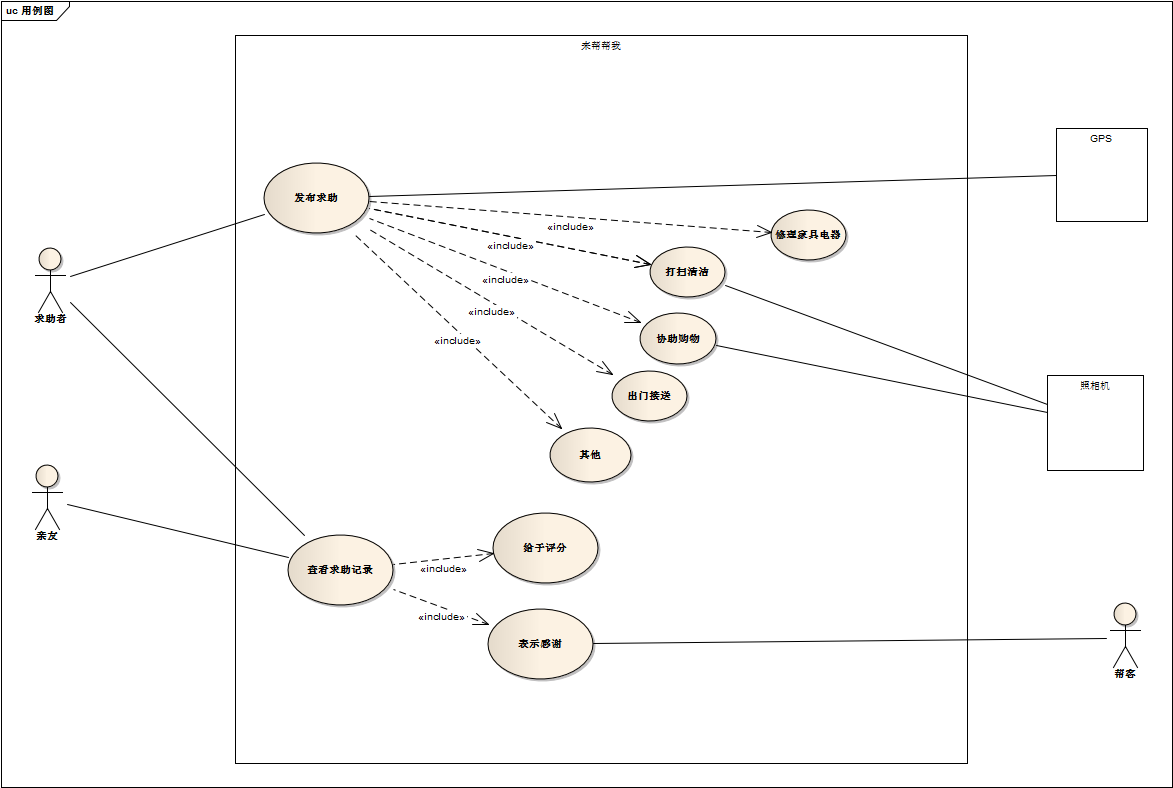 uc 用例图
来帮帮我
GPS
发布求助
«include»
修理家具电器
«include»
打扫清洁
«include»
求助者
«include»
协助购物
«include»
照相机
出门接送
其他
亲友
给予评分
查看求助记录
«include»
«include»
表示感谢
帮客